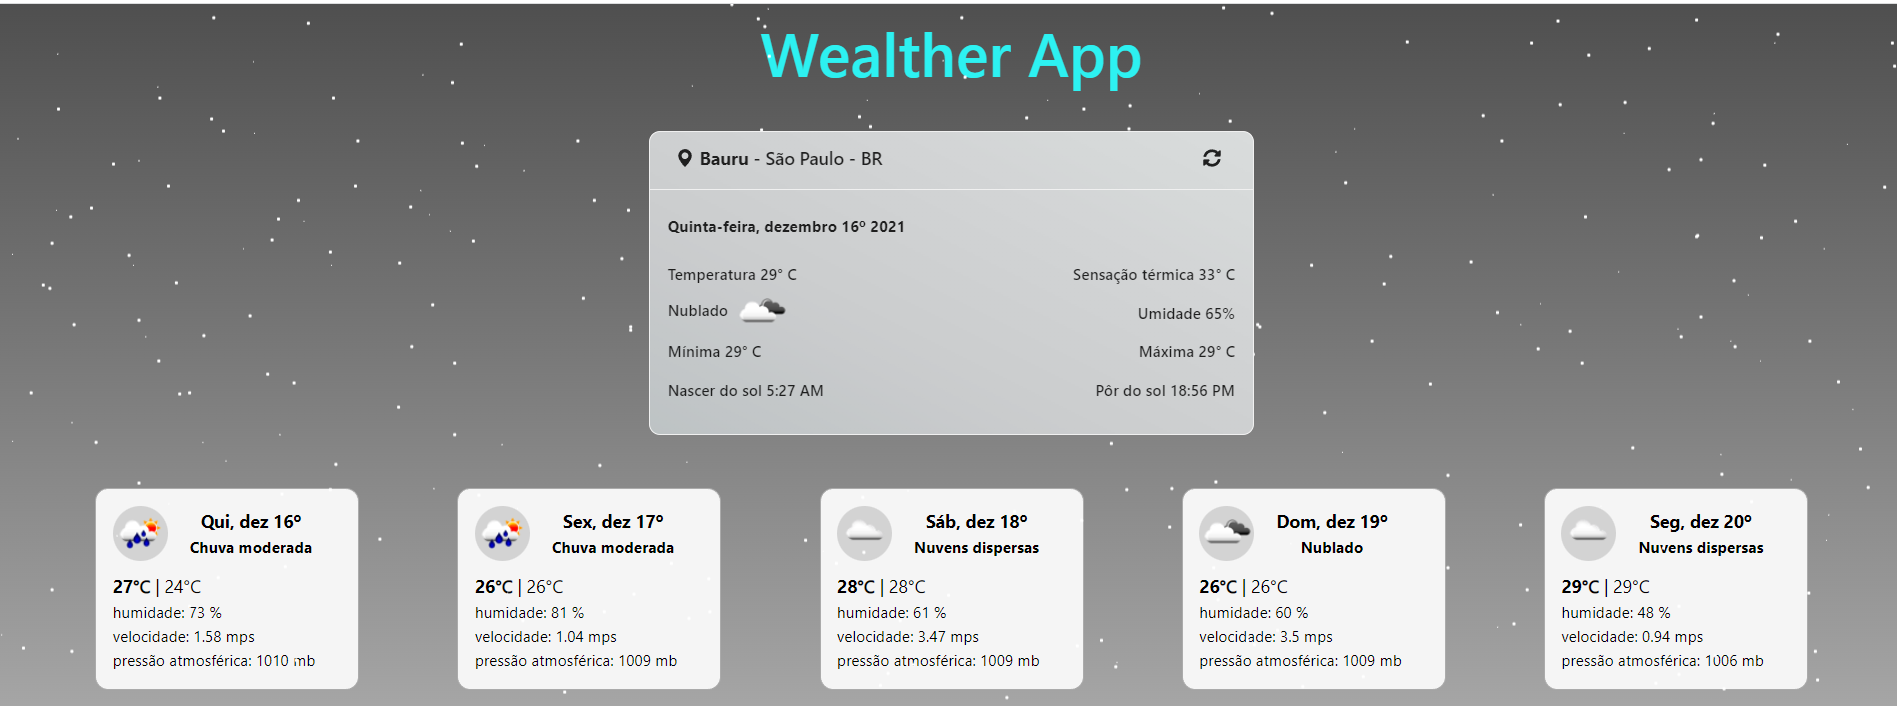 Wealther App
Bauru - São Paulo - BR
Quinta-feira, dezembro 16º 2021
Temperatura 29° C
Sensação térmica 33° C
Nublado
Umidade 65%
Mínima 29° C
Máxima 29° C
Nascer do sol 5:27 AM
Pôr do sol 18:56 PM
Qui, dez 16º
Chuva moderada
27°C | 24°C
humidade: 73 %
velocidade: 1.58 mps
pressão atmosférica: 1010 mb
Sex, dez 17º
Chuva moderada
26°C | 26°C
humidade: 81 %
velocidade: 1.04 mps
pressão atmosférica: 1009 mb
Sáb, dez 18º
Nuvens dispersas
28°C | 28°C
humidade: 61 %
velocidade: 3.47 mps
pressão atmosférica: 1009 mb
Dom, dez 19º
Nublado
26°C | 26°C
humidade: 60 %
velocidade: 3.5 mps
pressão atmosférica: 1009 mb
Seg, dez 20º
Nuvens dispersas
29°C | 29°C
humidade: 48 %
velocidade: 0.94 mps
pressão atmosférica: 1006 mb